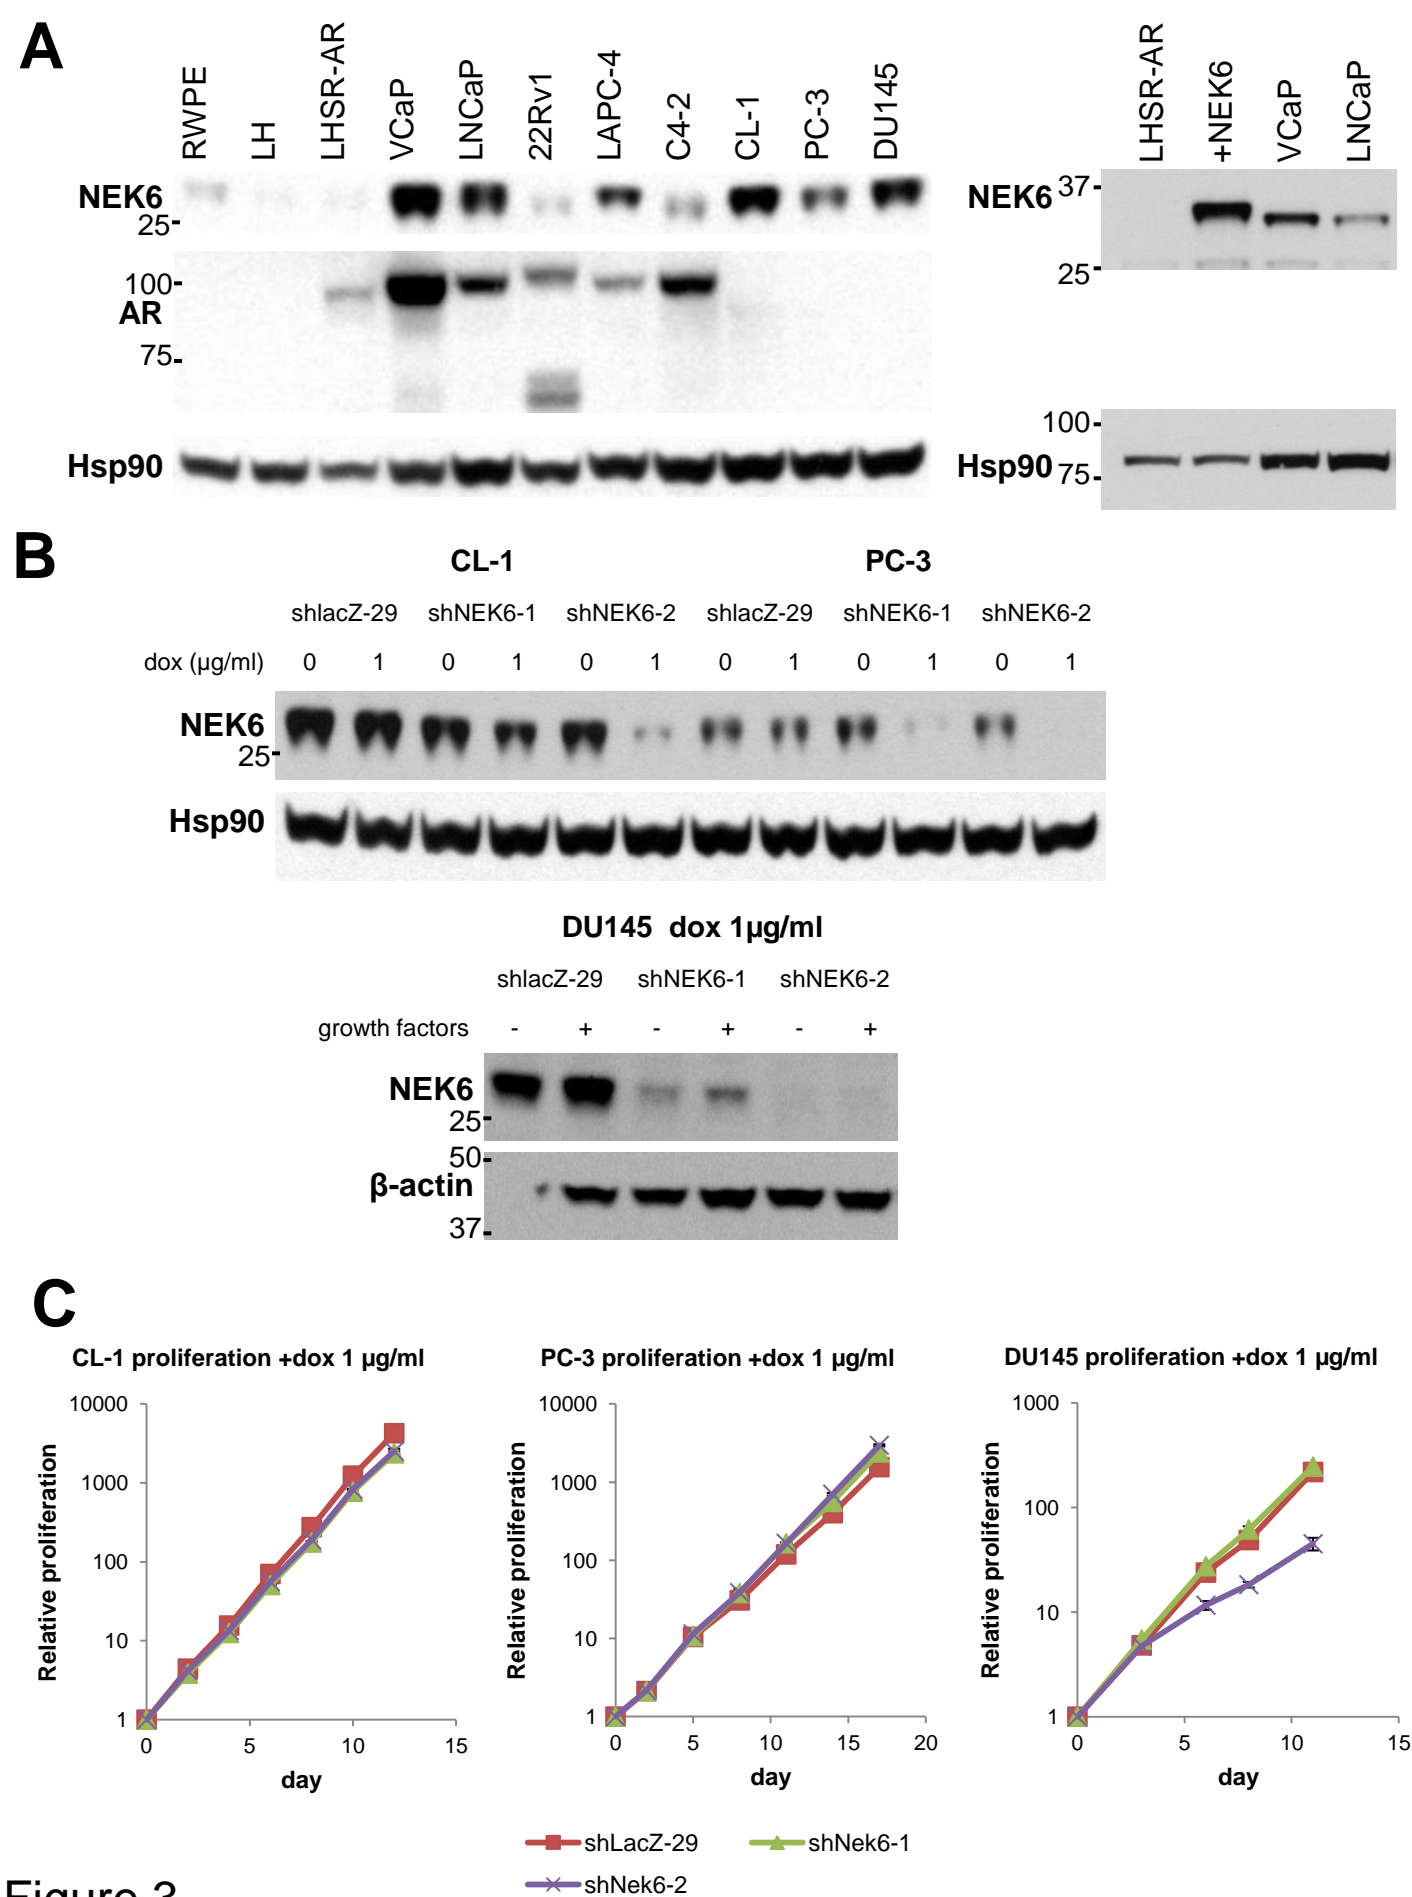 A
RWPE LH LHSR-AR VCaP LNCaP 22Rv1 LAPC-4 C4-2 CL-1 PC-3 DU145
LHSR-AR +NEK6 VCaP LNCaP
NEK6
25
100
AR
75
Hsp90
NEK6
37
25
100
Hsp90
75
B
CL-1 PC-3
shlacZ-29 shNEK6-1 shNEK6-2 shlacZ-29 shNEK6-1 shNEK6-2
dox (µg/ml) 0 1 0 1 0 1 0 1 0 1 0 1
NEK6
25
Hsp90
DU145 dox 1µg/ml
shlacZ-29 shNEK6-1 shNEK6-2
growth factors - + - + - +
NEK6
25
50
β-actin
37
C
CL-1 proliferation +dox 1 µg/ml
Relative proliferation
10000
1000
100
10
1
0 5 10 15
day
PC-3 proliferation +dox 1 µg/ml
Relative proliferation
10000
1000
100
10
1
0 5 10 15 20
day
DU145 proliferation +dox 1 µg/ml
Relative proliferation
1000
100
10
1
0 5 10 15
day
shLacZ-29 shNek6-1
shNek6-2
Figure 3